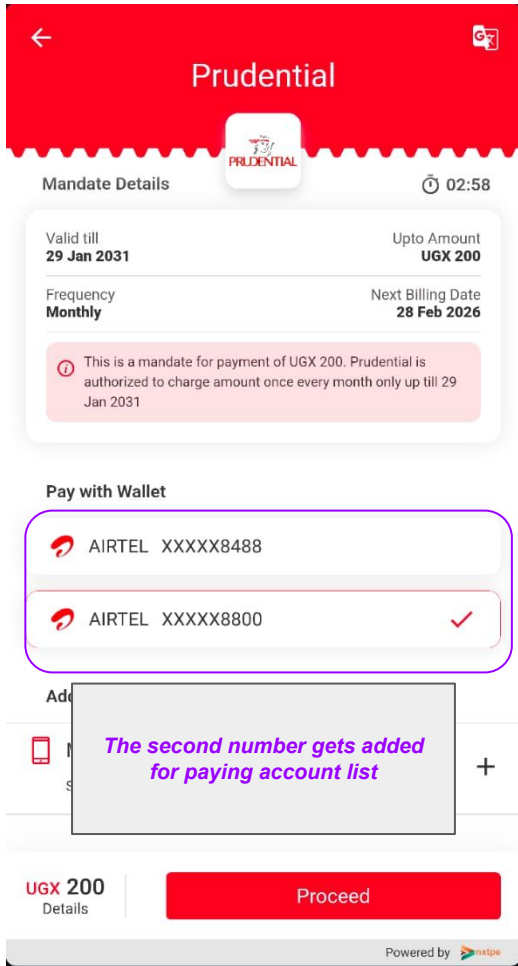 Prudential
PRUDENTIAL
Mandate Details
02:58
Valid till
29 Jan 2031
Upto Amount
UGX 200
Frequency
Monthly
Next Billing Date
28 Feb 2026
This is a mandate for payment of UGX 200. Prudential is
authorized to charge amount once every month only up till 29
Jan 2031
Pay with Wallet
AIRTEL XXXXX8488
AIRTEL XXXXX8800
The second number gets added
for paying account list
+
UGX 200
Details
Proceed
Powered by nxtpe